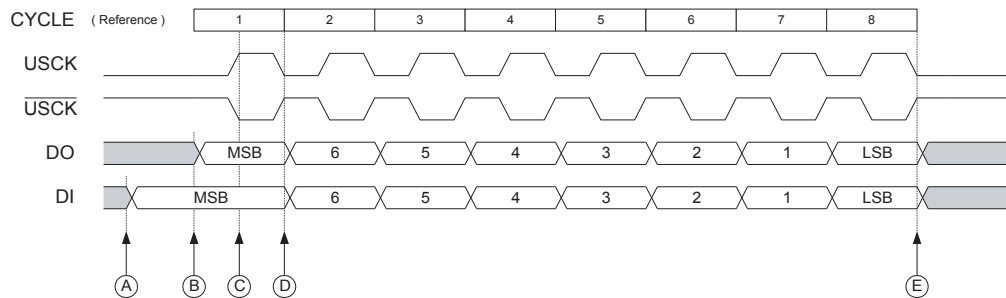 CYCLE ( Reference ) 1 2 3 4 5 6 7 8
USCK
USCK
DO MSB 6 5 4 3 2 1 LSB
DI MSB 6 5 4 3 2 1 LSB
A B C D E